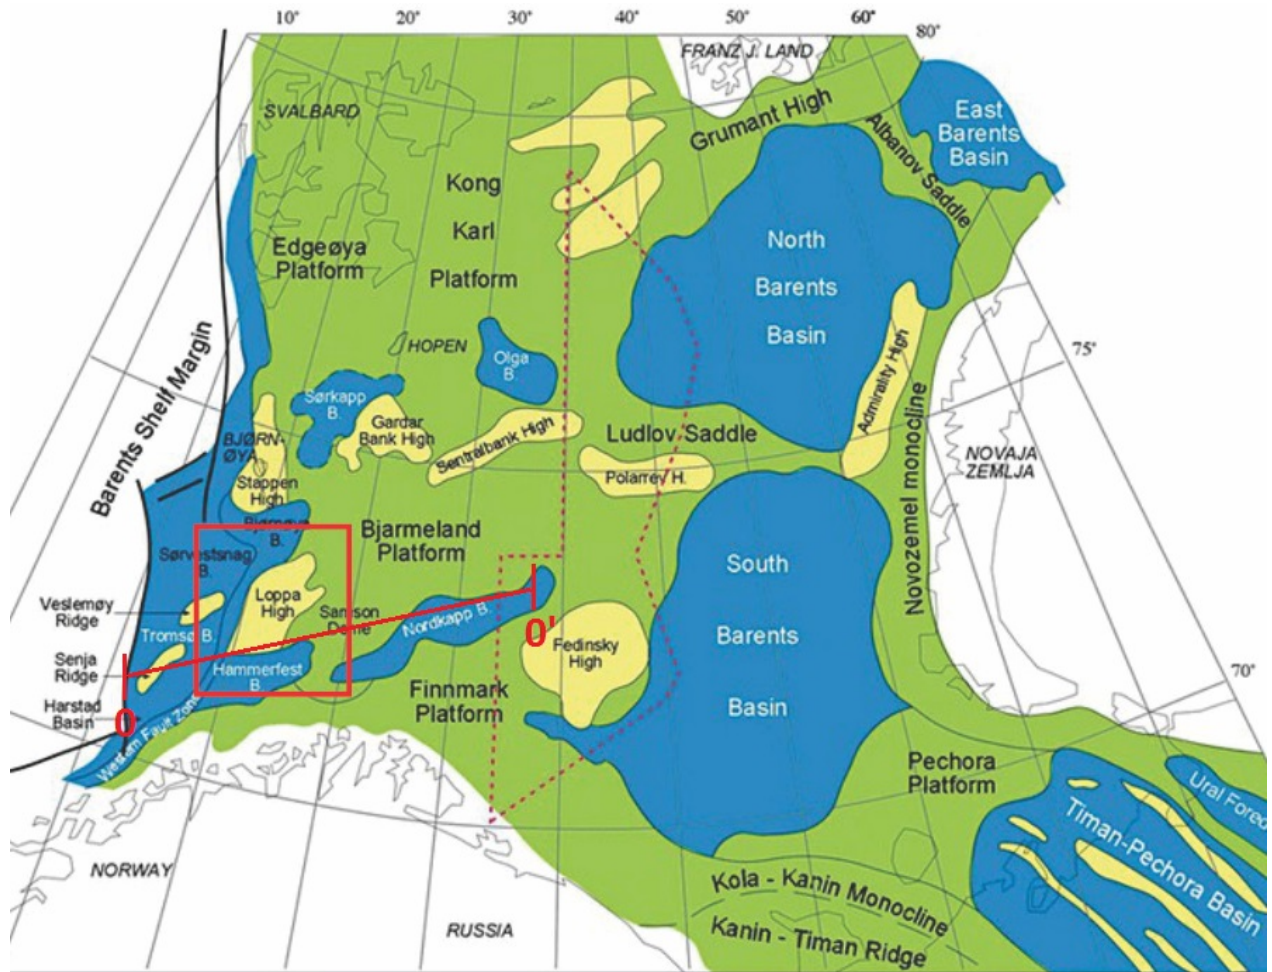 10°
20°
30°
40°
50°
60°
80°
FRANZ J. LAND
SVALBARD
Grumant High
Albanov Saddle
East
Barents
Basin
Kong
Karl
Platform
Edgeøya
Platform
North
Barents
Basin
HOPEN
Olga
B.
75°
Barents Shelf Margin
Sørkapp
B.
Gardar
Bank High
Sentralbank High
Ludlov Saddle
Admirality High
Novozemel monocline
NOVAJA
ZEMLJA
BJØRN-
ØYA
Stappen
High
Polarrev H.
Bjørnøya
B.
Bjarmeland
Platform
Sørvestsnag
B.
South
Barents
Basin
Loppa
High
Veslemøy
Ridge
Samson
Dome
Nordkapp B.
Tromsø B.
O'
Fedinsky
High
Senja
Ridge
Hammerfest
B.
70°
Finnmark
Platform
Harstad
Basin
O
Western Fault Zone
Pechora
Platform
Ural Fored
Timan-Pechora Basin
NORWAY
Kola - Kanin Monocline
RUSSIA
Kanin - Timan Ridge